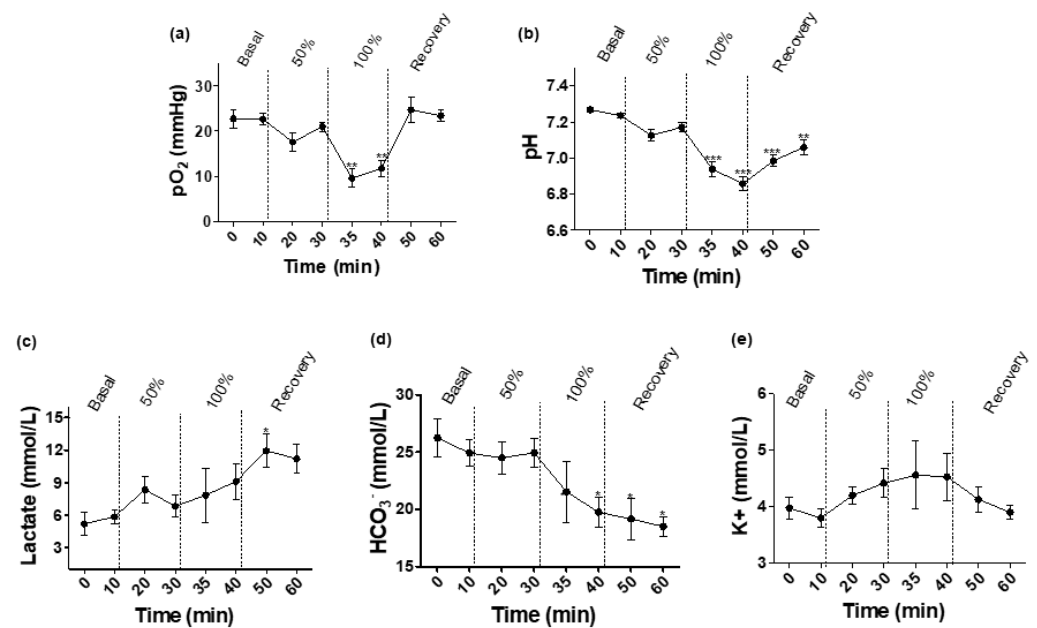 (a)
Basal 50% 100% Recovery
pO2 (mmHg)
30
20
10
0
** **
0 10 20 30 35 40 50 60
Time (min)
(b)
Basal 50% 100% Recovery
pH
7.4
7.2
7.0
6.8
6.6
*** *** *** **
0 10 20 30 35 40 50 60
Time (min)
(c)
Basal 50% 100% Recovery
Lactate (mmol/L)
15
12
9
6
3
*
0 10 20 30 35 40 50 60
Time (min)
(d)
Basal 50% 100% Recovery
HCO3- (mmol/L)
30
25
20
15
* * *
0 10 20 30 35 40 50 60
Time (min)
(e)
Basal 50% 100% Recovery
K+ (mmol/L)
6
5
4
3
0 10 20 30 35 40 50 60
Time (min)